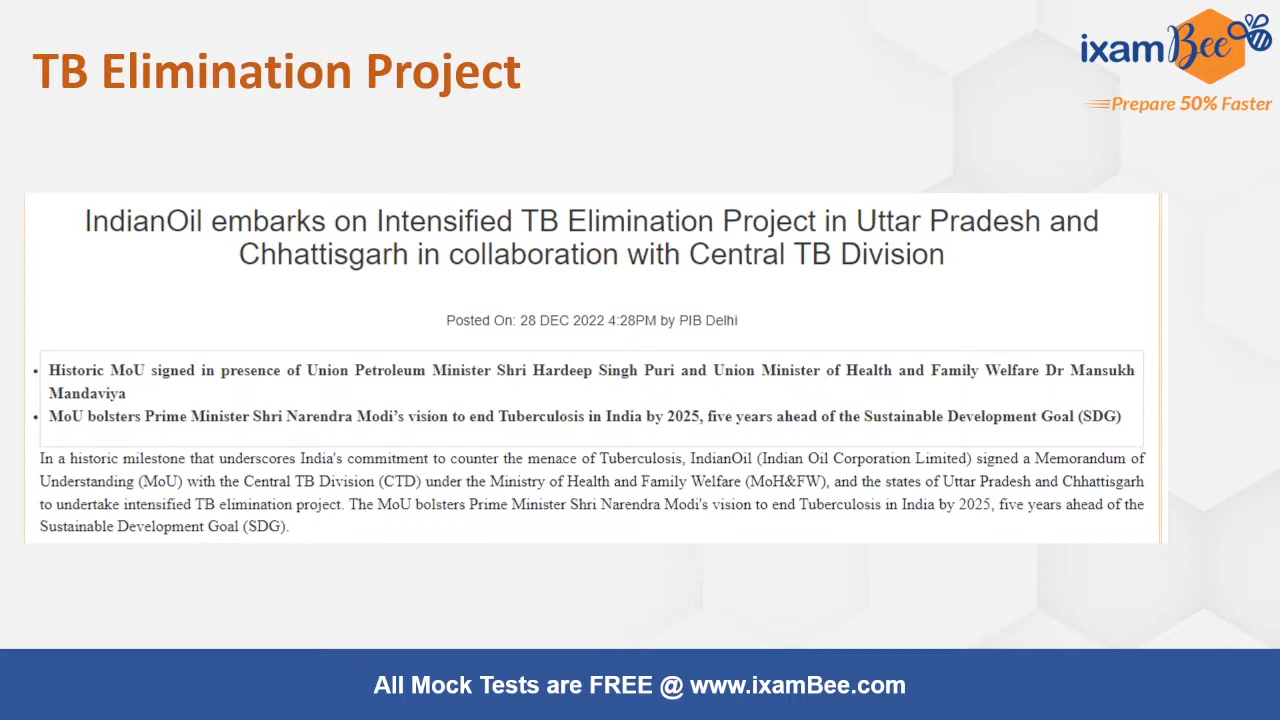 TB Elimination Project
ixamBee
Prepare 50% Faster
IndianOil embarks on Intensified TB Elimination Project in Uttar Pradesh and
Chhattisgarh in collaboration with Central TB Division
Posted On: 28 DEC 2022 4:28PM by PIB Delhi
• Historic MoU signed in presence of Union Petroleum Minister Shri Hardeep Singh Puri and Union Minister of Health and Family Welfare Dr Mansukh
Mandaviya
• MoU bolsters Prime Minister Shri Narendra Modi's vision to end Tuberculosis in India by 2025, five years ahead of the Sustainable Development Goal (SDG)
In a historic milestone that underscores India's commitment to counter the menace of Tuberculosis, IndianOil (Indian Oil Corporation Limited) signed a Memorandum of
Understanding (MoU) with the Central TB Division (CTD) under the Ministry of Health and Family Welfare (MoH&FW), and the states of Uttar Pradesh and Chhattisgarh
to undertake intensified TB elimination project. The MoU bolsters Prime Minister Shri Narendra Modi's vision to end Tuberculosis in India by 2025, five years ahead of the
Sustainable Development Goal (SDG).
All Mock Tests are FREE @ www.ixamBee.com